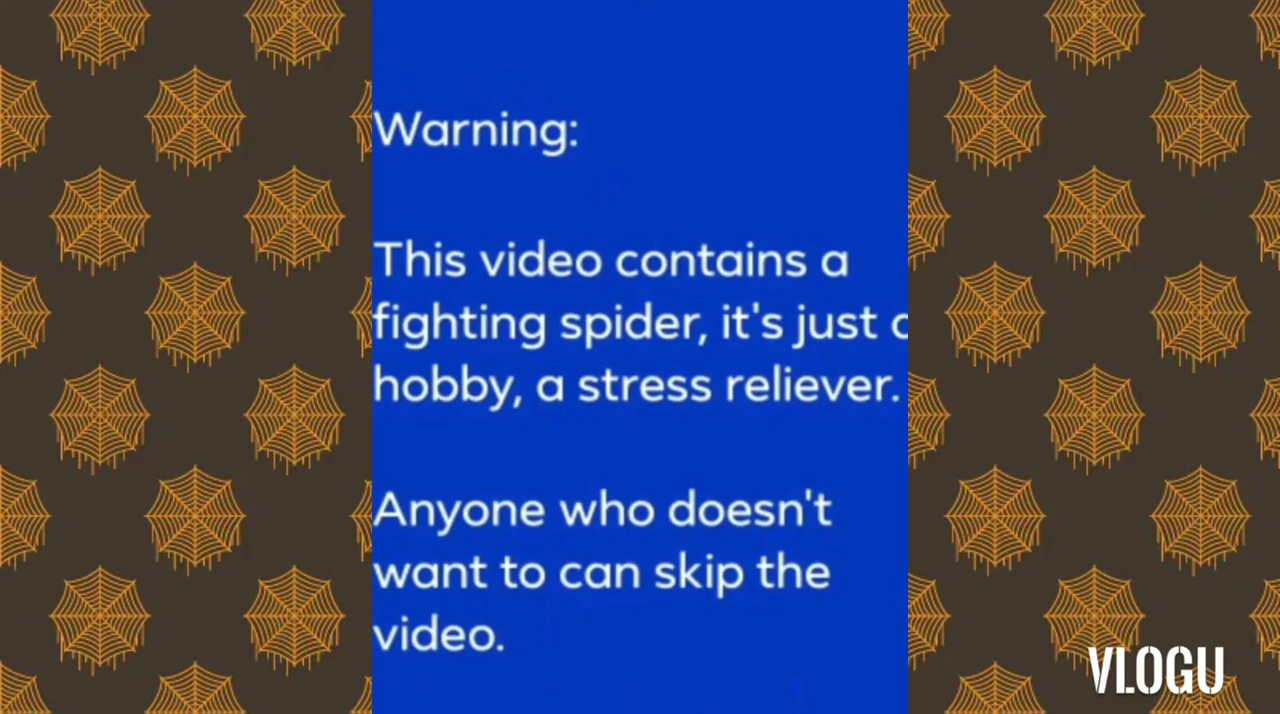 Warning:
This video contains a
fighting spider, it's just a
hobby, a stress reliever.
Anyone who doesn't
want to can skip the
video.
VLOGU